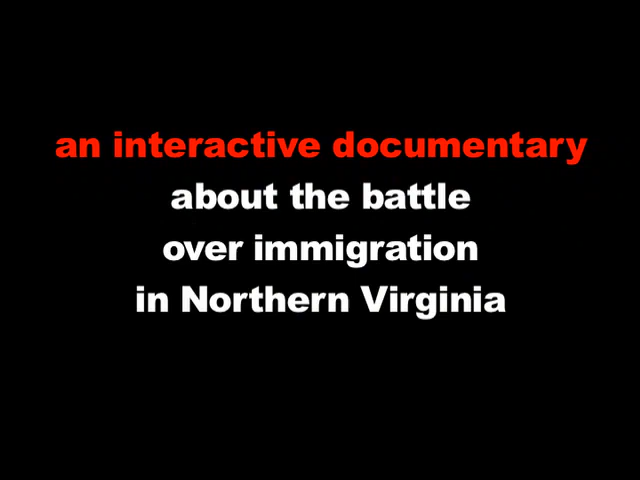 an interactive documentary
about the battle
over immigration
in Northern Virginia